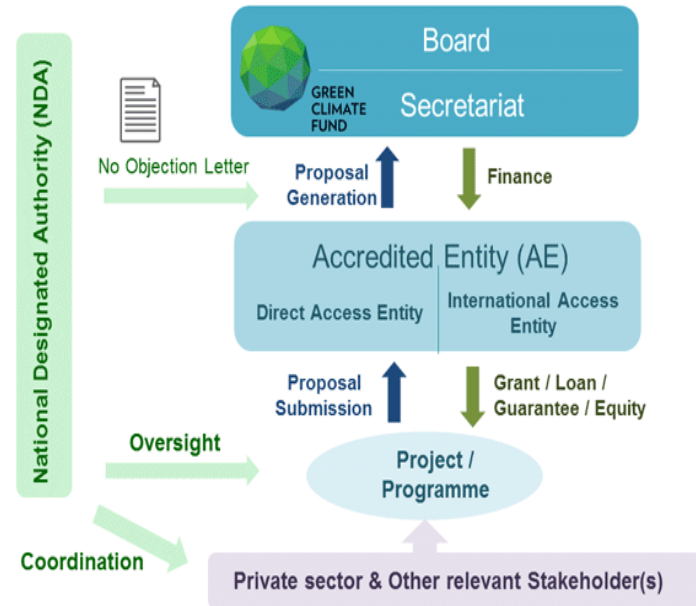 National Designated Authority (NDA)
Board
Secretariat
GREEN
CLIMATE
FUND
No Objection Letter
Proposal
Generation
Finance
Accredited Entity (AE)
Direct Access Entity
International Access
Entity
Proposal
Submission
Grant / Loan /
Guarantee / Equity
Oversight
Project /
Programme
Coordination
Private sector & Other relevant Stakeholder(s)